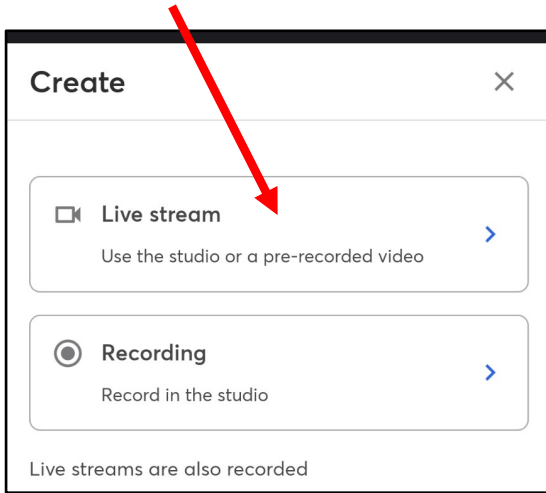 Create
Live stream
Use the studio or a pre-recorded video
Recording
Record in the studio
Live streams are also recorded